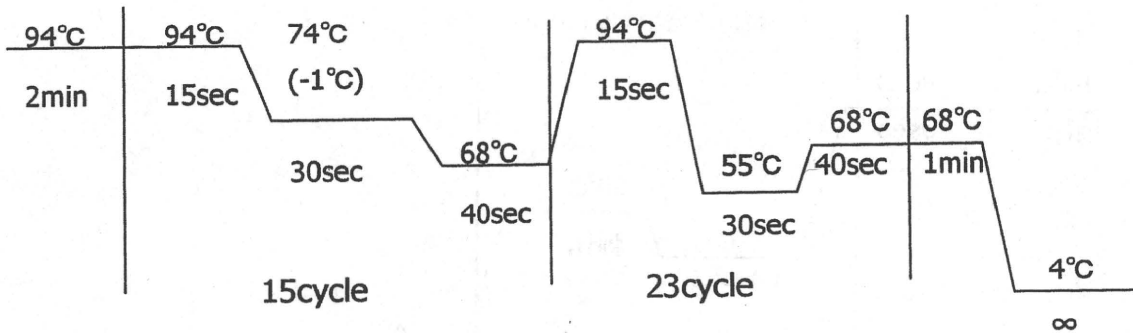 94℃
2min
94℃
15sec
74℃
(-1℃)
30sec
68℃
40sec
15cycle
94℃
15sec
55℃
30sec
68℃
40sec
23cycle
68℃
1min
4℃
∞